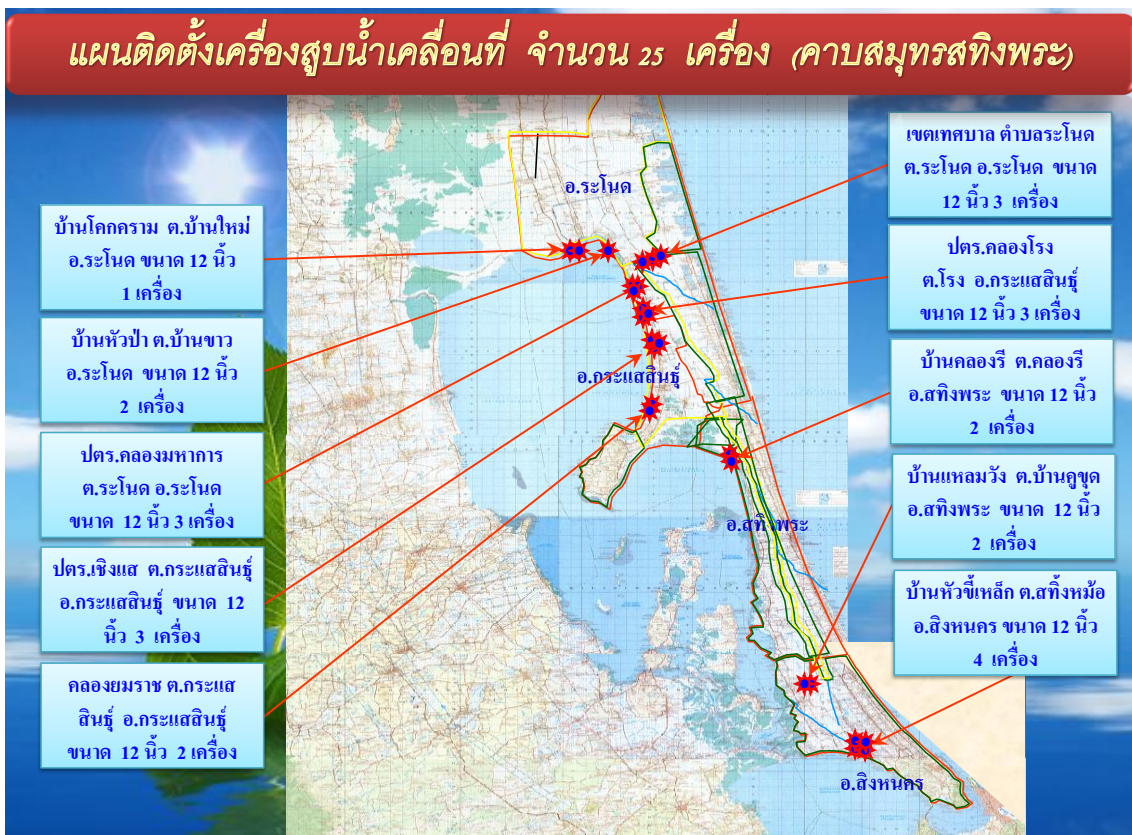 แผนติดตั้งเครื่องสูบน้ำเคลื่อนที่ จำนวน 25 เครื่อง (คาบสมุทรสทิงพระ)
บ้านโคกคราม ต.บ้านใหม่
อ.ระโนด ขนาด 12 นิ้ว
1 เครื่อง
บ้านหัวป่า ต.บ้านขาว
อ.ระโนด ขนาด 12 นิ้ว
2 เครื่อง
ปตร.คลองมหาการ
ต.ระโนด อ.ระโนด
ขนาด 12 นิ้ว 3 เครื่อง
ปตร.เชิงแส ต.กระแสสินธุ์
อ.กระแสสินธุ์ ขนาด 12
นิ้ว 3 เครื่อง
คลองยมราช ต.กระแส
สินธุ์ อ.กระแสสินธุ์
ขนาด 12 นิ้ว 2 เครื่อง
อ.ระโนด
อ.กระแสสินธุ์
อ.สทิงพระ
อ.สิงหนคร
เขตเทศบาล ตำบลระโนด
ต.ระโนด อ.ระโนด ขนาด
12 นิ้ว 3 เครื่อง
ปตร.คลองโรง
ต.โรง อ.กระแสสินธุ์
ขนาด 12 นิ้ว 3 เครื่อง
บ้านคลองรี ต.คลองรี
อ.สทิงพระ ขนาด 12 นิ้ว
2 เครื่อง
บ้านแหลมวัง ต.บ้านคูขุด
อ.สทิงพระ ขนาด 12 นิ้ว
2 เครื่อง
บ้านหัวขี้เหล็ก ต.สทิ้งหม้อ
อ.สิงหนคร ขนาด 12 นิ้ว
4 เครื่อง